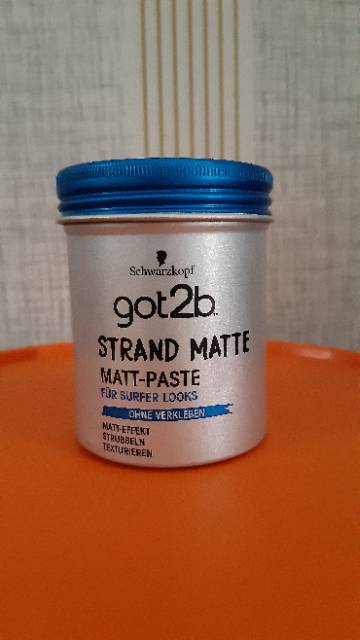 Schwarzkopf
got2b
STRAND MATTE
MATT-PASTE
FÜR SURFER LOOKS
OHNE VERKLEBEN
MATT-EFFEKT
STRUBBELN
TEXTURIEREN